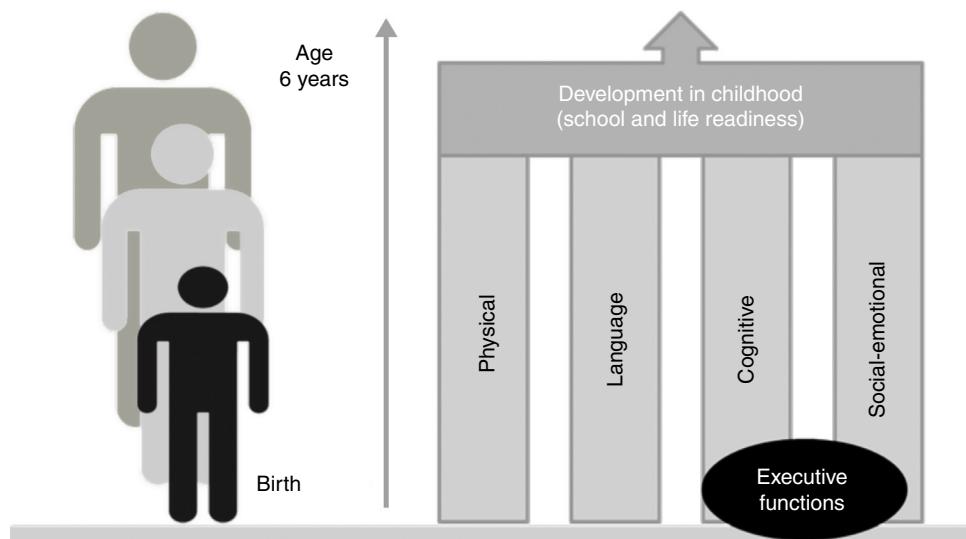 Age
6 years
Birth
Development in childhood
(school and life readiness)
Physical
Language
Cognitive
Social-emotional
Executive
functions